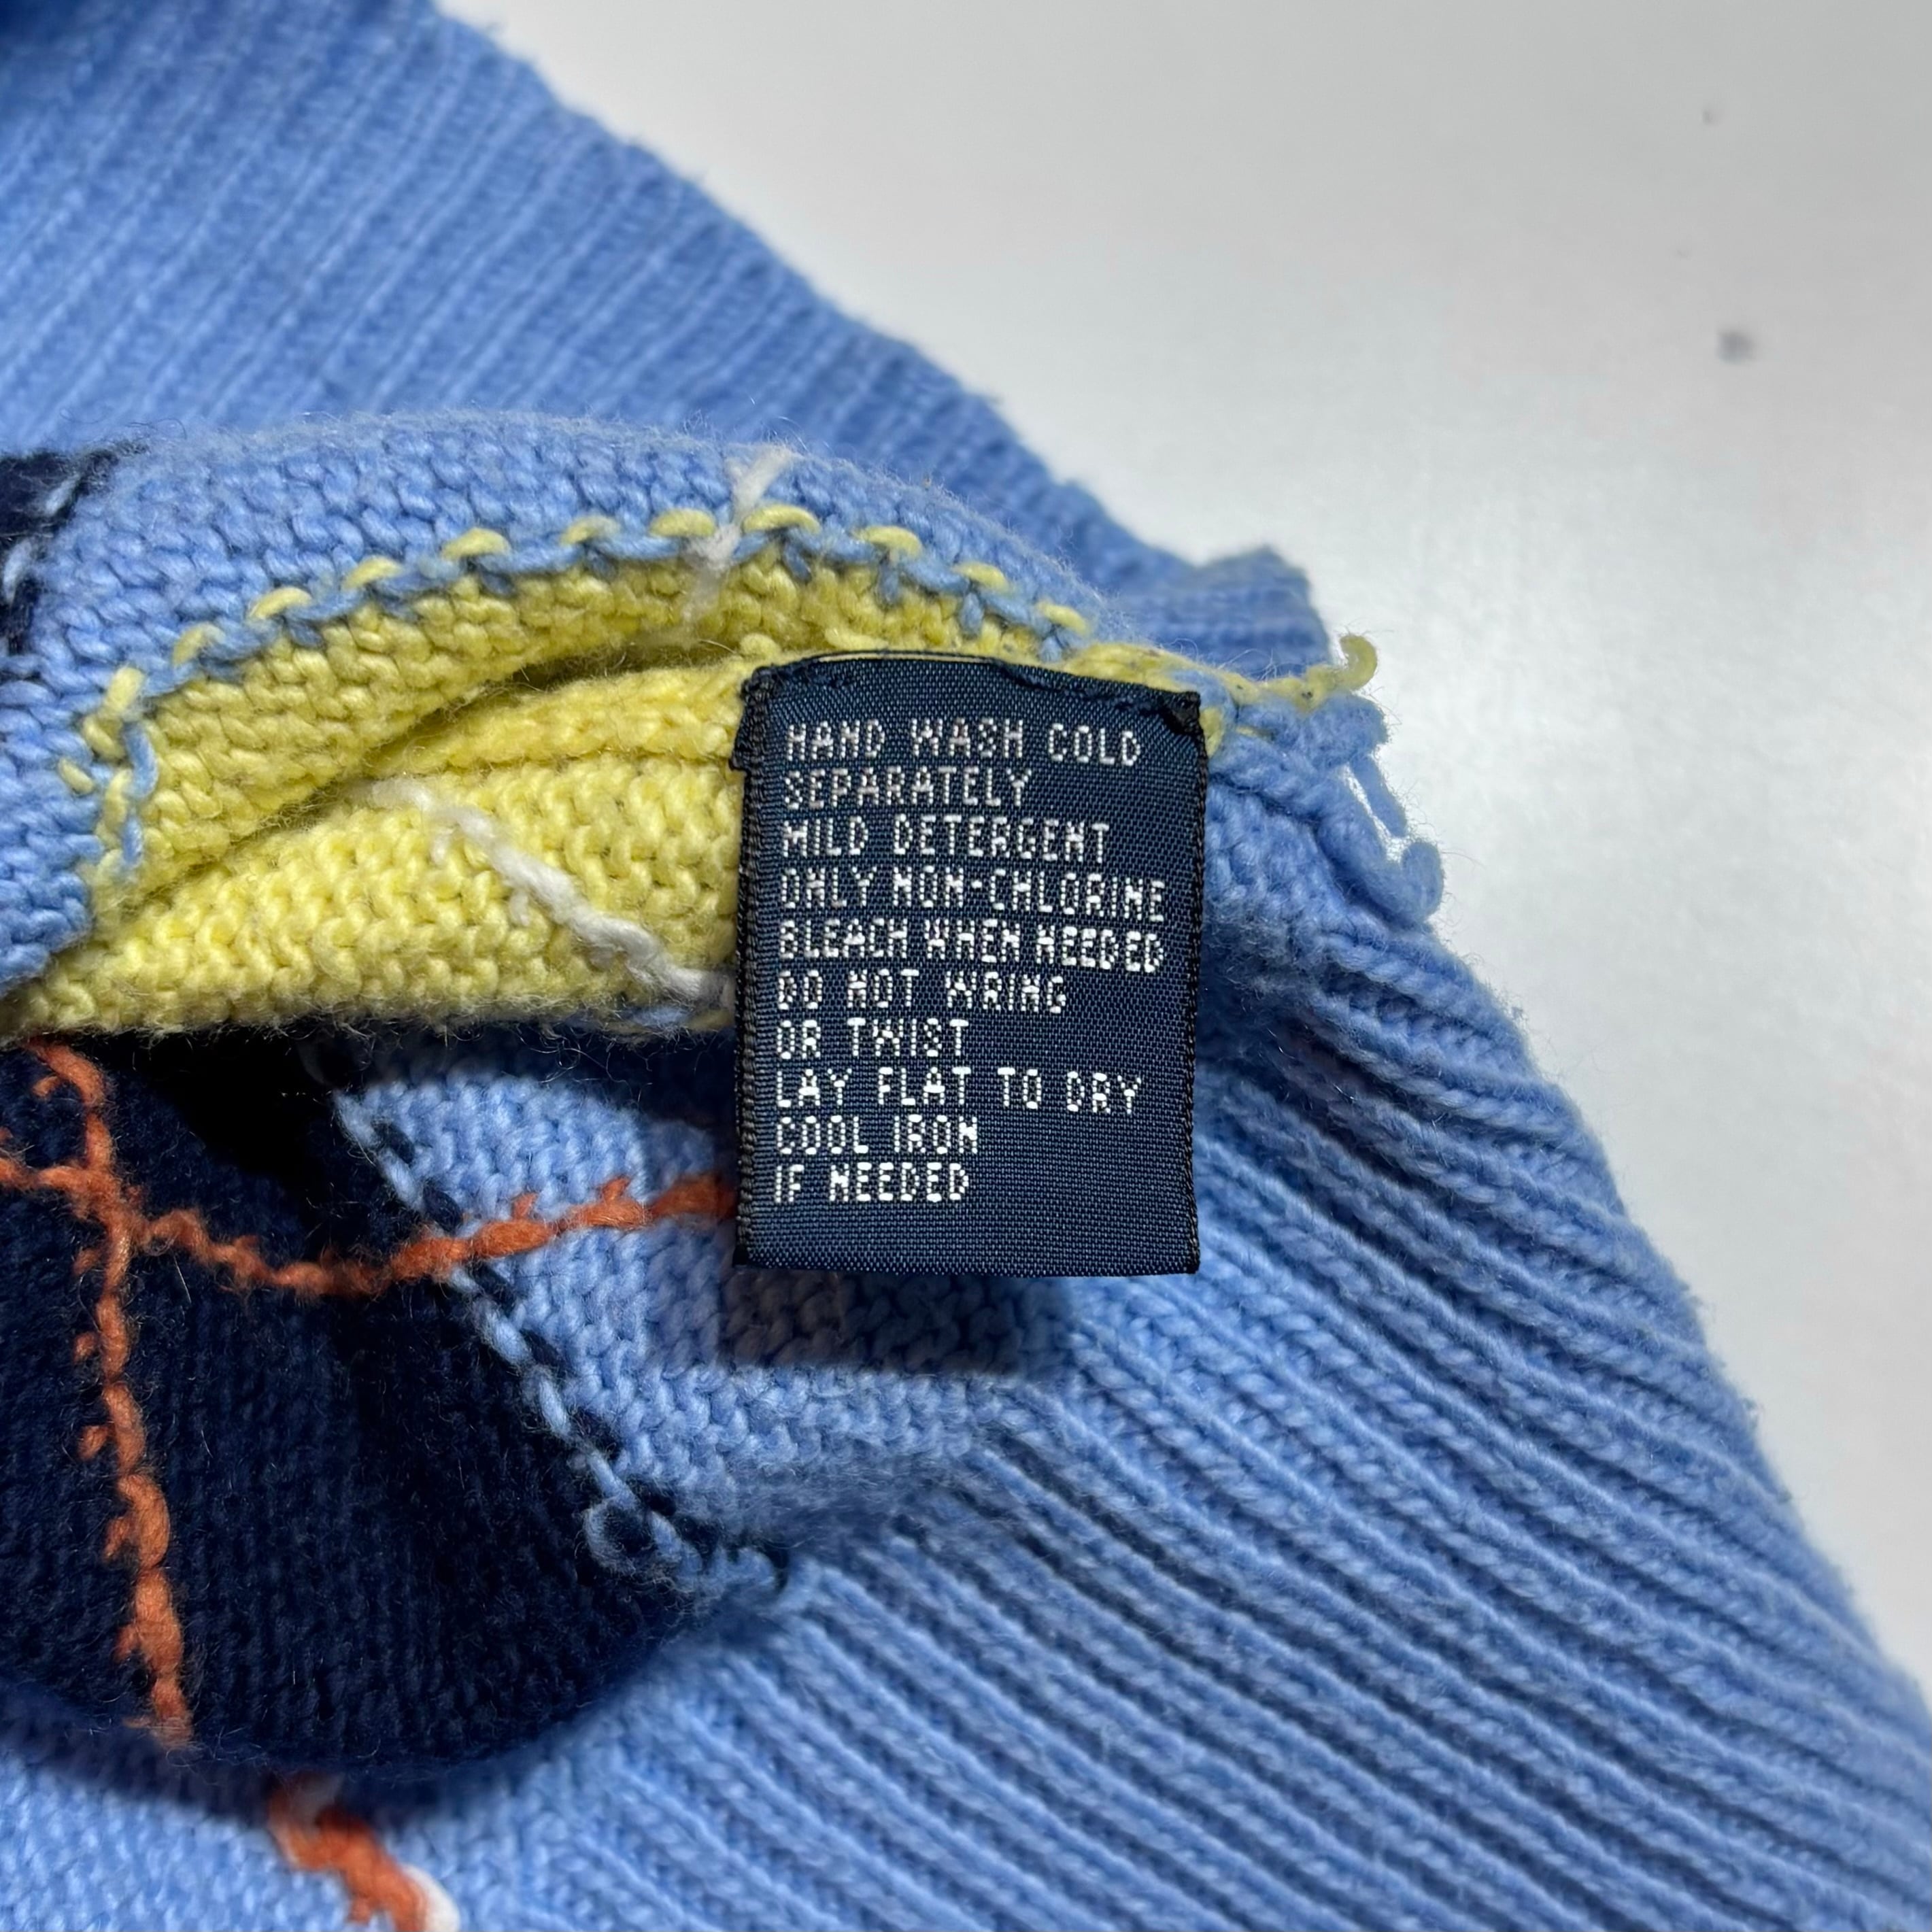 HAND WASH COLD
SEPARATELY
MILD DETERGENT
ONLY NON-CHLORINE
BLEACH WHEN NEEDED
DO NOT WRING
OR TWIST
LAY FLAT TO DRY
COOL IRON
IF NEEDED